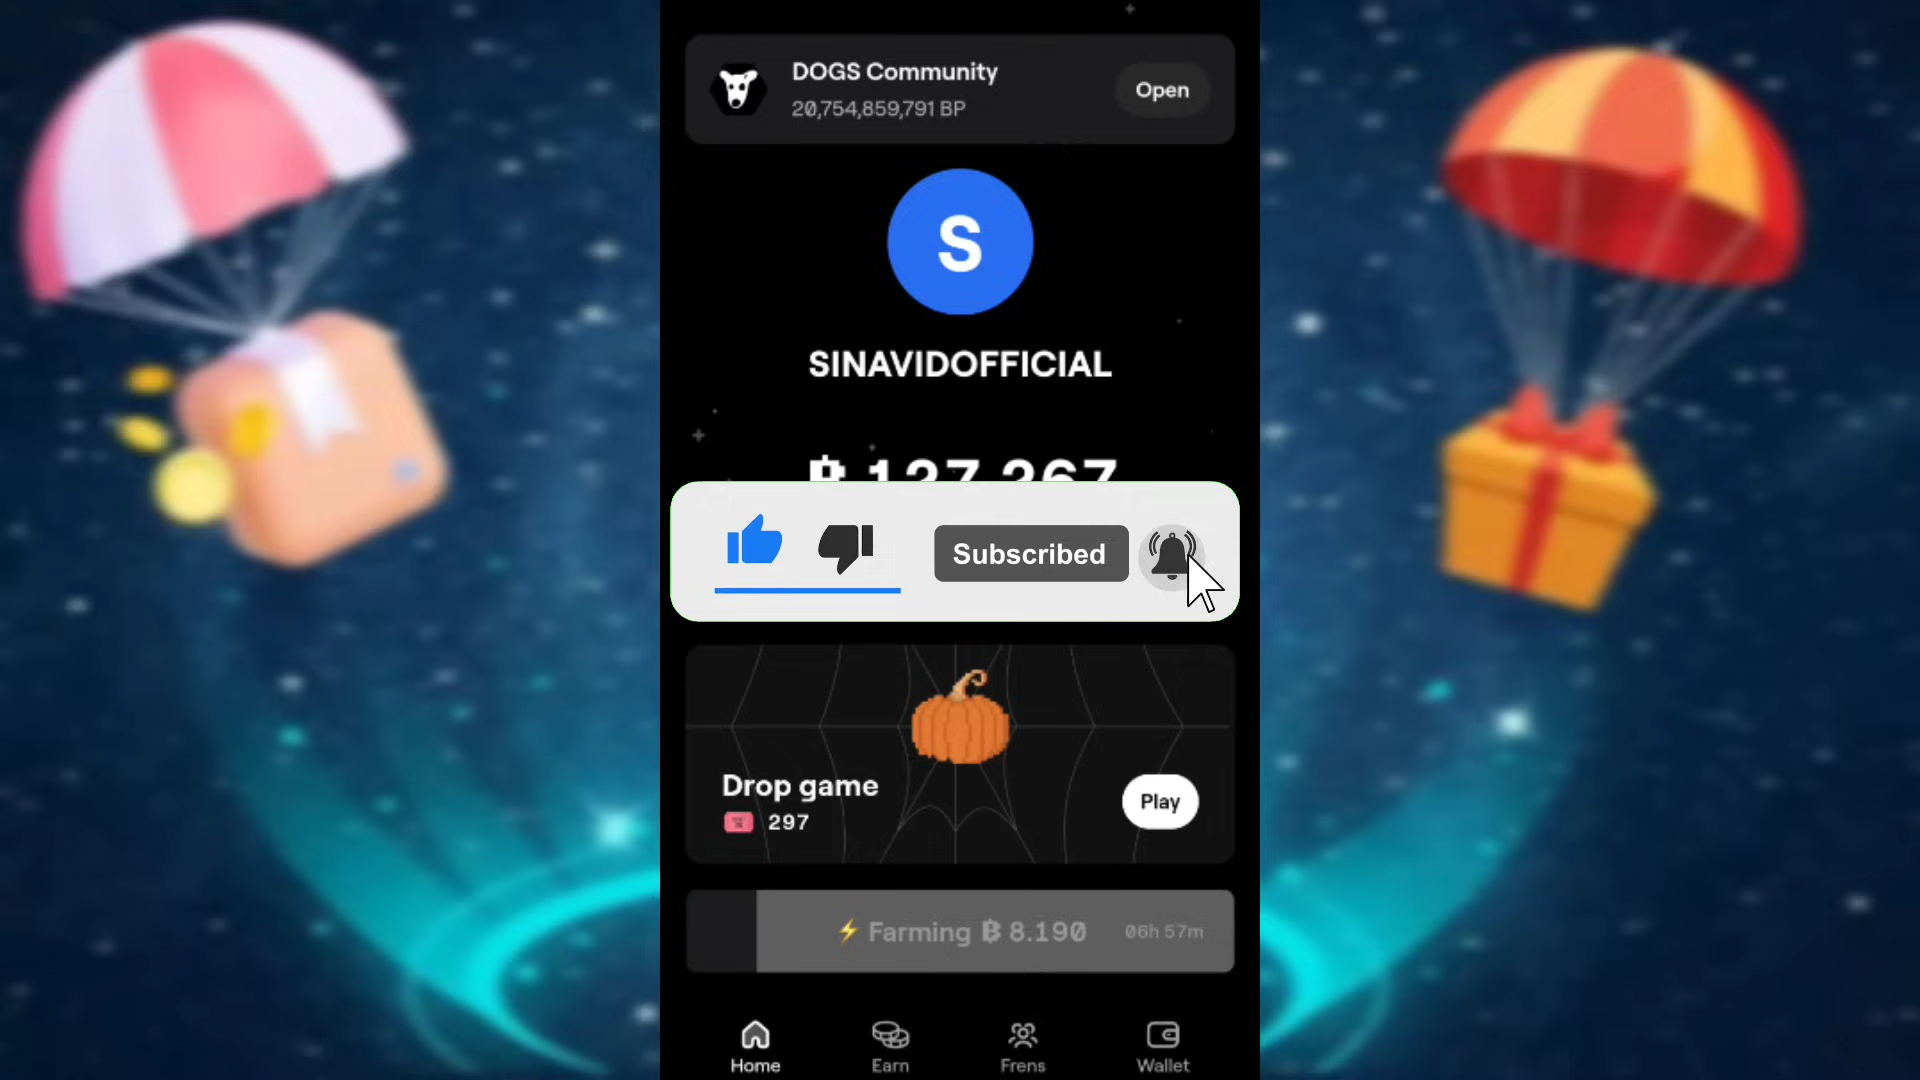 DOGS Community
20,754,859,791 BP
Open
S
SINAVIDOFFICIAL
Subscribed
Drop game
297
Play
Farming ฿ 8.190
06h 57m
Home
Earn
Frens
Wallet